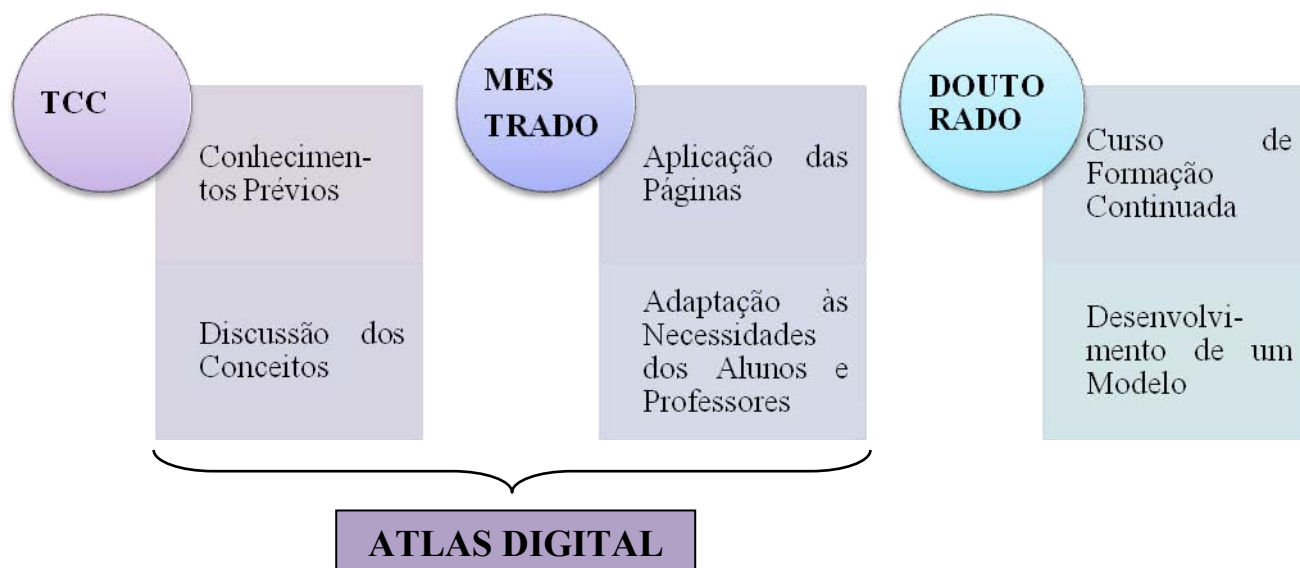 TCC
Conhecimen-
tos Prévios
Discussão dos
Conceitos
MES
TRADO
Aplicação das
Páginas
Adaptação às
Necessidades
dos Alunos e
Professores
DOUTO
RADO
Curso de
Formação
Continuada
Desenvolvi-
mento de um
Modelo
ATLAS DIGITAL